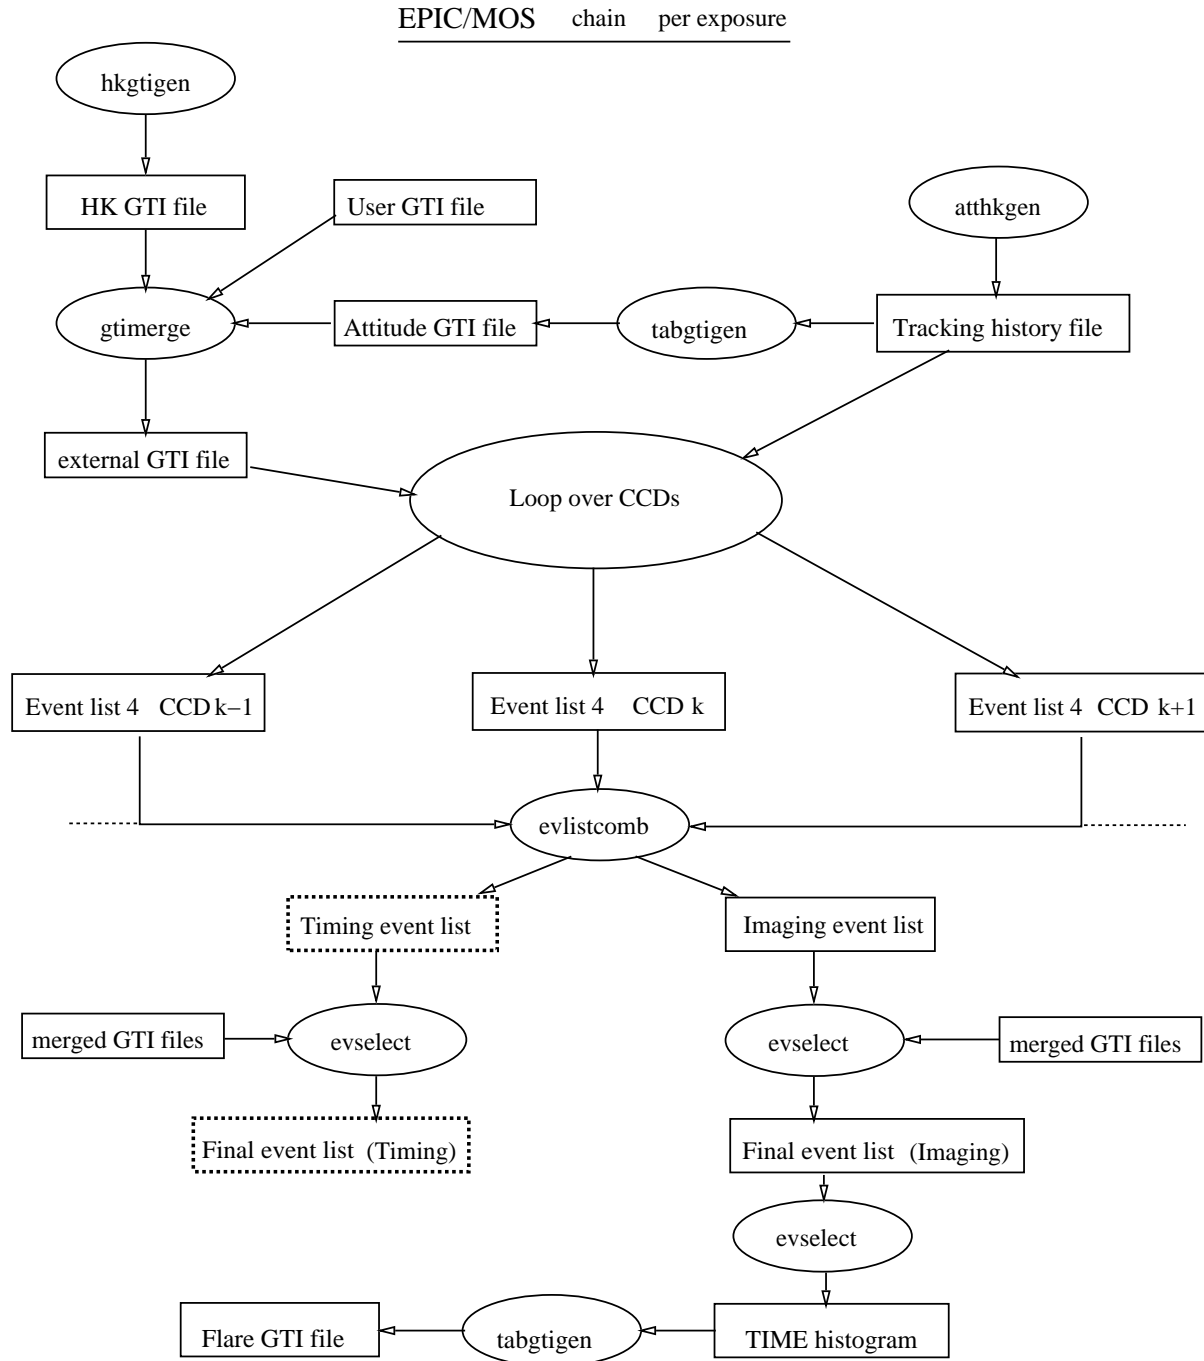 EPIC/MOS chain per exposure
hkgtigen
HK GTI file
User GTI file
atthkgen
gtimerge
Attitude GTI file
tabgtigen
Tracking history file
external GTI file
Loop over CCDs
Event list 4 CCD k−1
Event list 4 CCD k
Event list 4 CCD k+1
evlistcomb
Timing event list
Imaging event list
merged GTI files
evselect
evselect
merged GTI files
Final event list (Timing)
Final event list (Imaging)
evselect
Flare GTI file
tabgtigen
TIME histogram